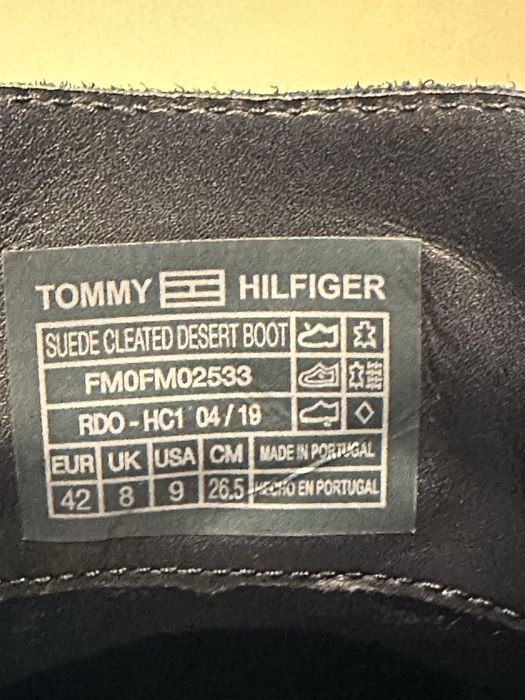 TOMMY HILFIGER
SUEDE CLEATED DESERT BOOT
FM0FM02533
RDO - HC1 04/19
EUR UK USA CM MADE IN PORTUGAL
42 8 9 26.5 HECHO EN PORTUGAL